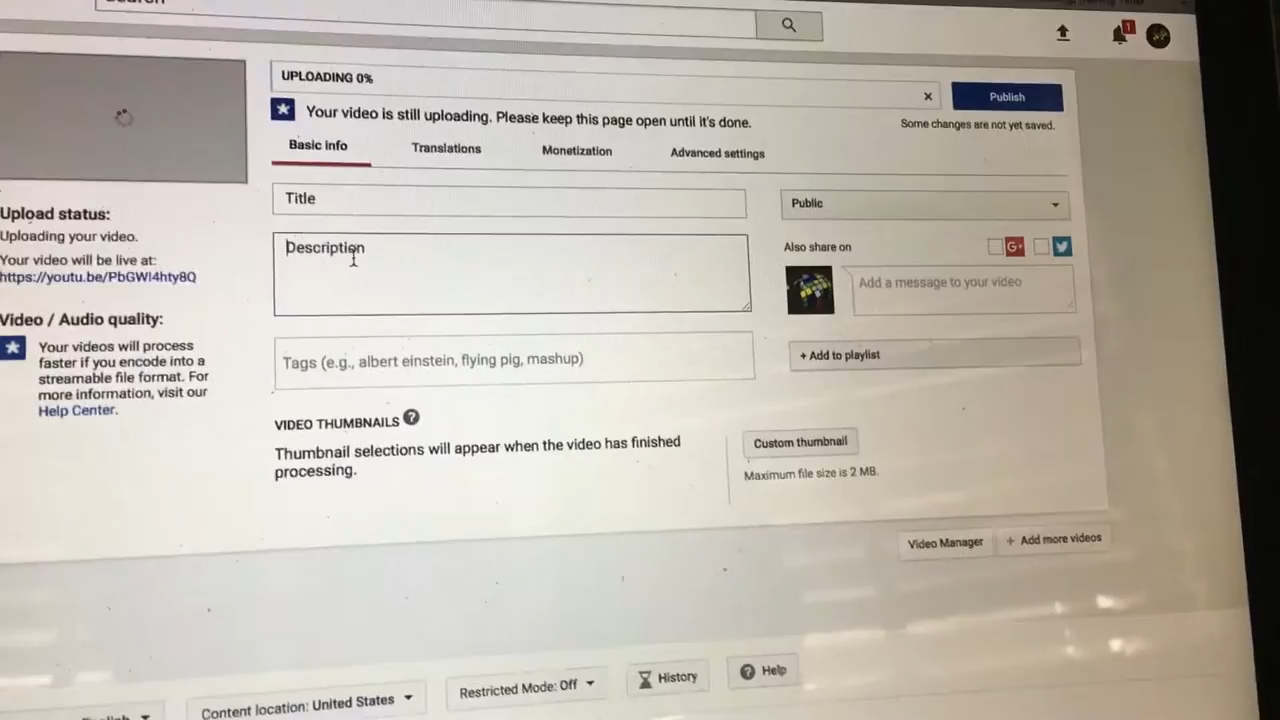 UPLOADING 0%
Publish
Your video is still uploading. Please keep this page open until it's done.
Some changes are not yet saved.
Basic info
Translations
Monetization
Advanced settings
Title
Public
Description
Also share on
G+
Add a message to your video
Tags (e.g., albert einstein, flying pig, mashup)
+ Add to playlist
VIDEO THUMBNAILS ?
Thumbnail selections will appear when the video has finished
processing.
Custom thumbnail
Maximum file size is 2 MB.
Upload status:
Uploading your video.
Your video will be live at:
https://youtu.be/PbGWl4hty8Q
Video / Audio quality:
Your videos will process
faster if you encode into a
streamable file format. For
more information, visit our
Help Center.
Video Manager
+ Add more videos
1
English
Content location: United States
Restricted Mode: Off
History
? Help